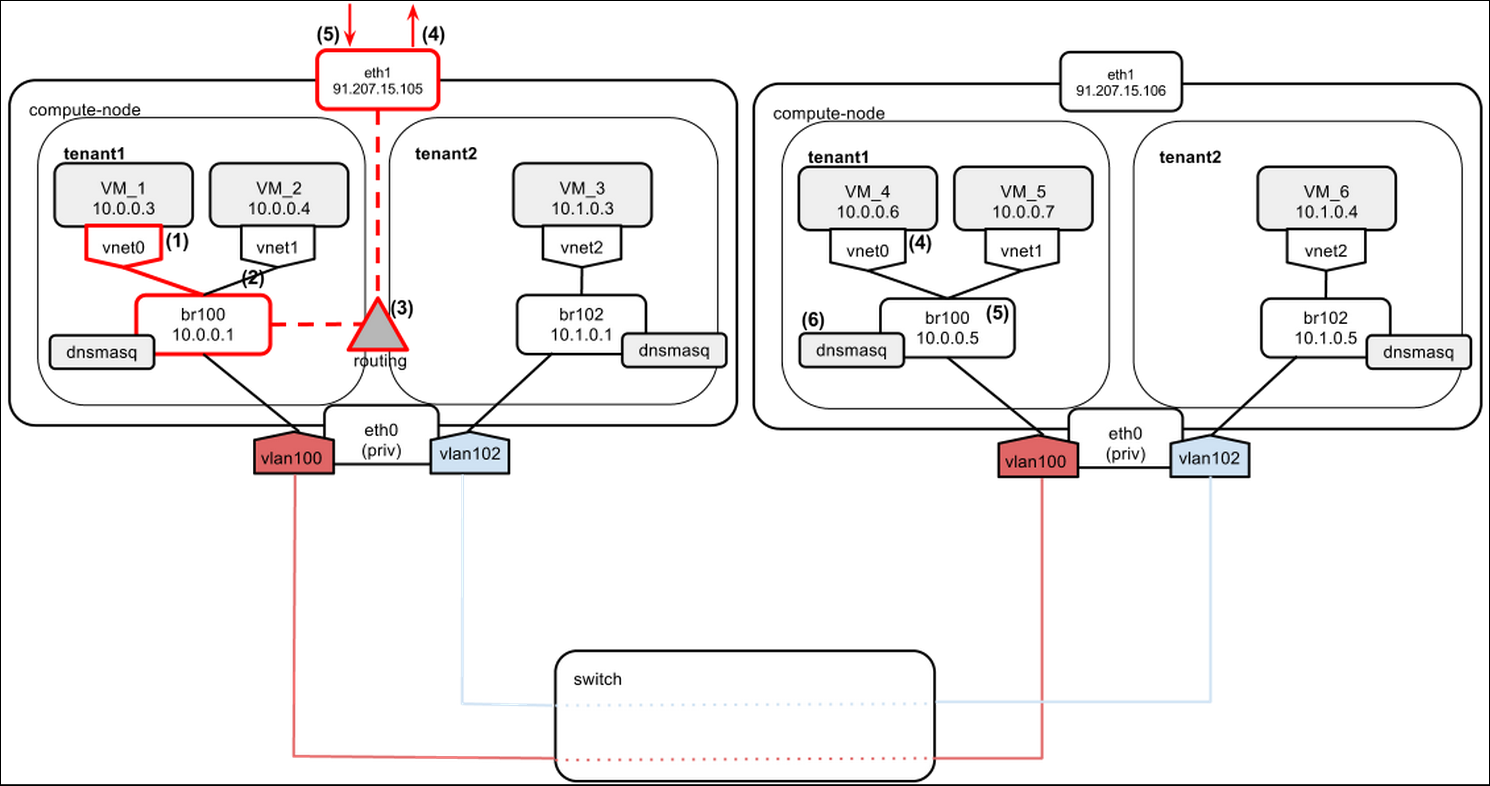 (5)
(4)
eth1
91.207.15.105
compute-node
tenant1
VM_1
10.0.0.3
VM_2
10.0.0.4
vnet0
(1)
vnet1
(2)
br100
10.0.0.1
dnsmasq
(3)
routing
tenant2
VM_3
10.1.0.3
vnet2
br102
10.1.0.1
dnsmasq
vlan100
eth0
(priv)
vlan102
eth1
91.207.15.106
compute-node
tenant1
VM_4
10.0.0.6
VM_5
10.0.0.7
vnet0
(4)
vnet1
(6)
br100
(5)
10.0.0.5
dnsmasq
tenant2
VM_6
10.1.0.4
vnet2
br102
10.1.0.5
dnsmasq
vlan100
eth0
(priv)
vlan102
switch